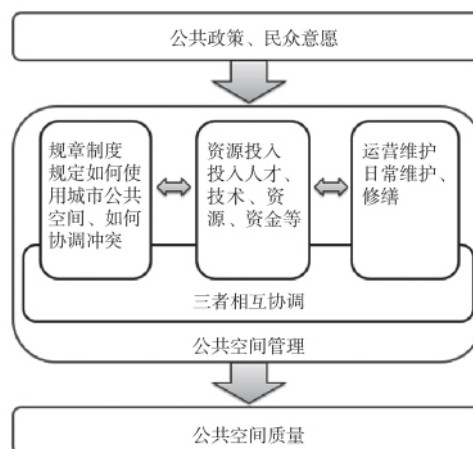 公共政策、民众意愿
规章制度
规定如何使
用城市公共
空间、如何
协调冲突
资源投入
投入人才、
技术、资
源、资金等
运营维护
日常维护、
修缮
三者相互协调
公共空间管理
公共空间质量